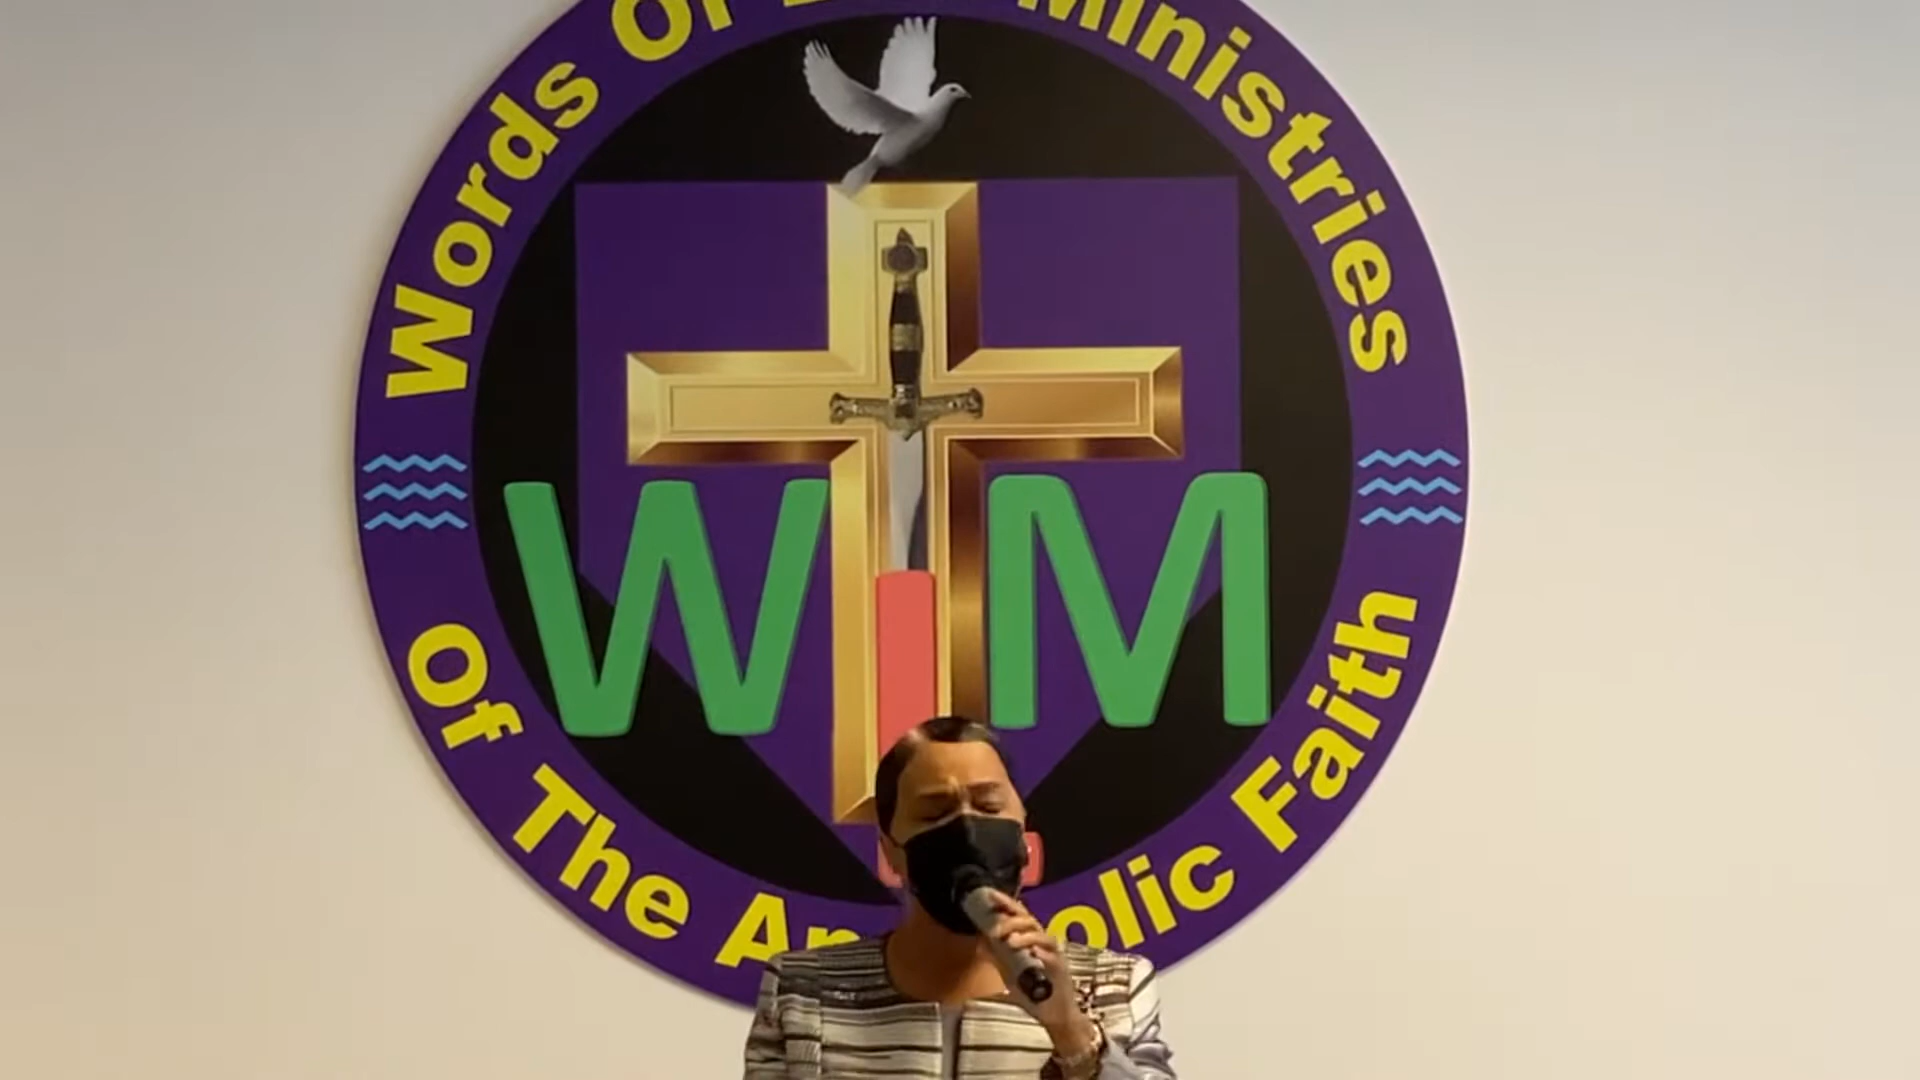 Words Of Ministries
W M
Of The Faith